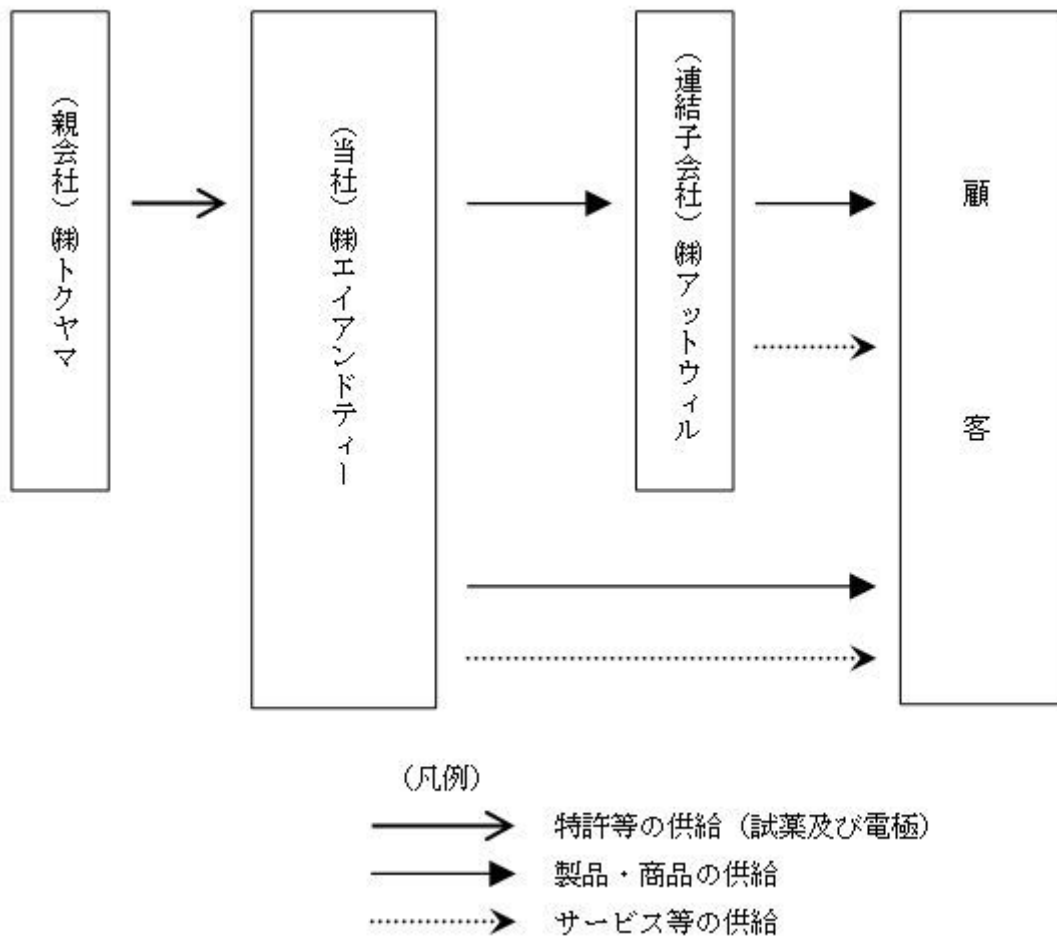 (親会社)㈱トクヤマ
(当社)㈱エイアンドティー
(連結子会社)㈱アットウィル
顧客
(凡例)
特許等の供給(試薬及び電極)
製品・商品の供給
サービス等の供給